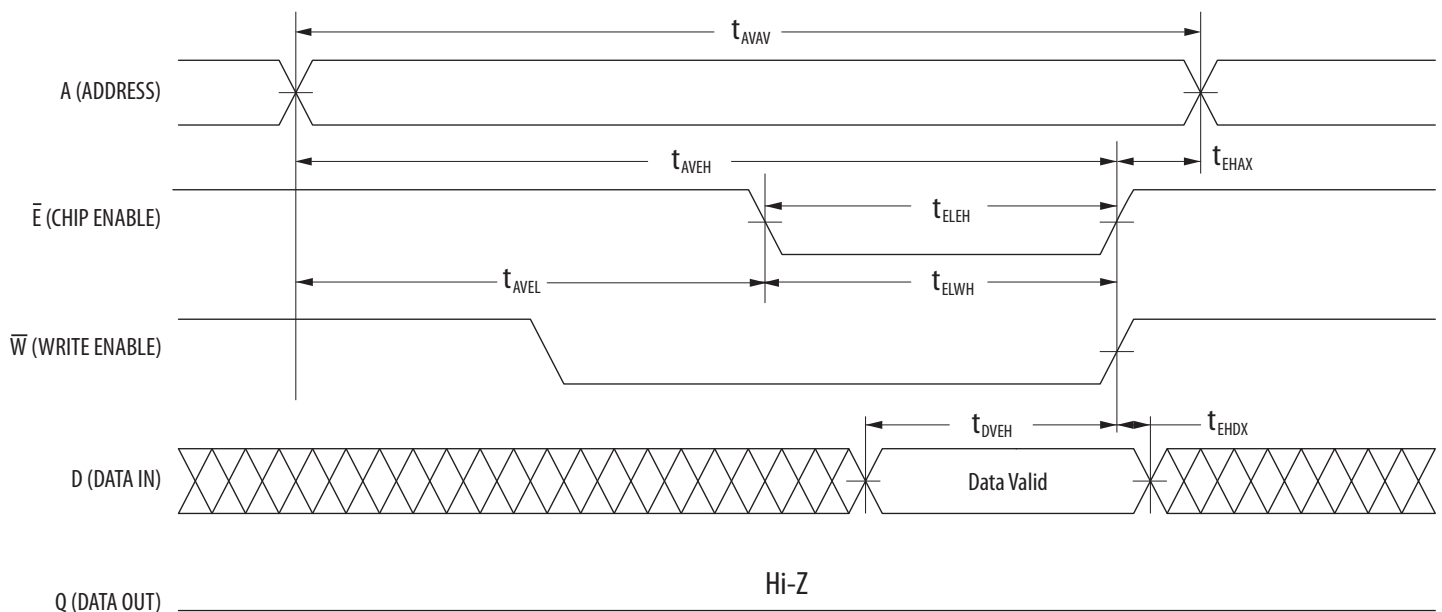 tAVAV
A (ADDRESS)
tAVEH
tEHAX
E̅ (CHIP ENABLE)
tELEH
tAVEL
tELWH
W̅ (WRITE ENABLE)
tDVEH
tEHDX
D (DATA IN)
Data Valid
Hi-Z
Q (DATA OUT)